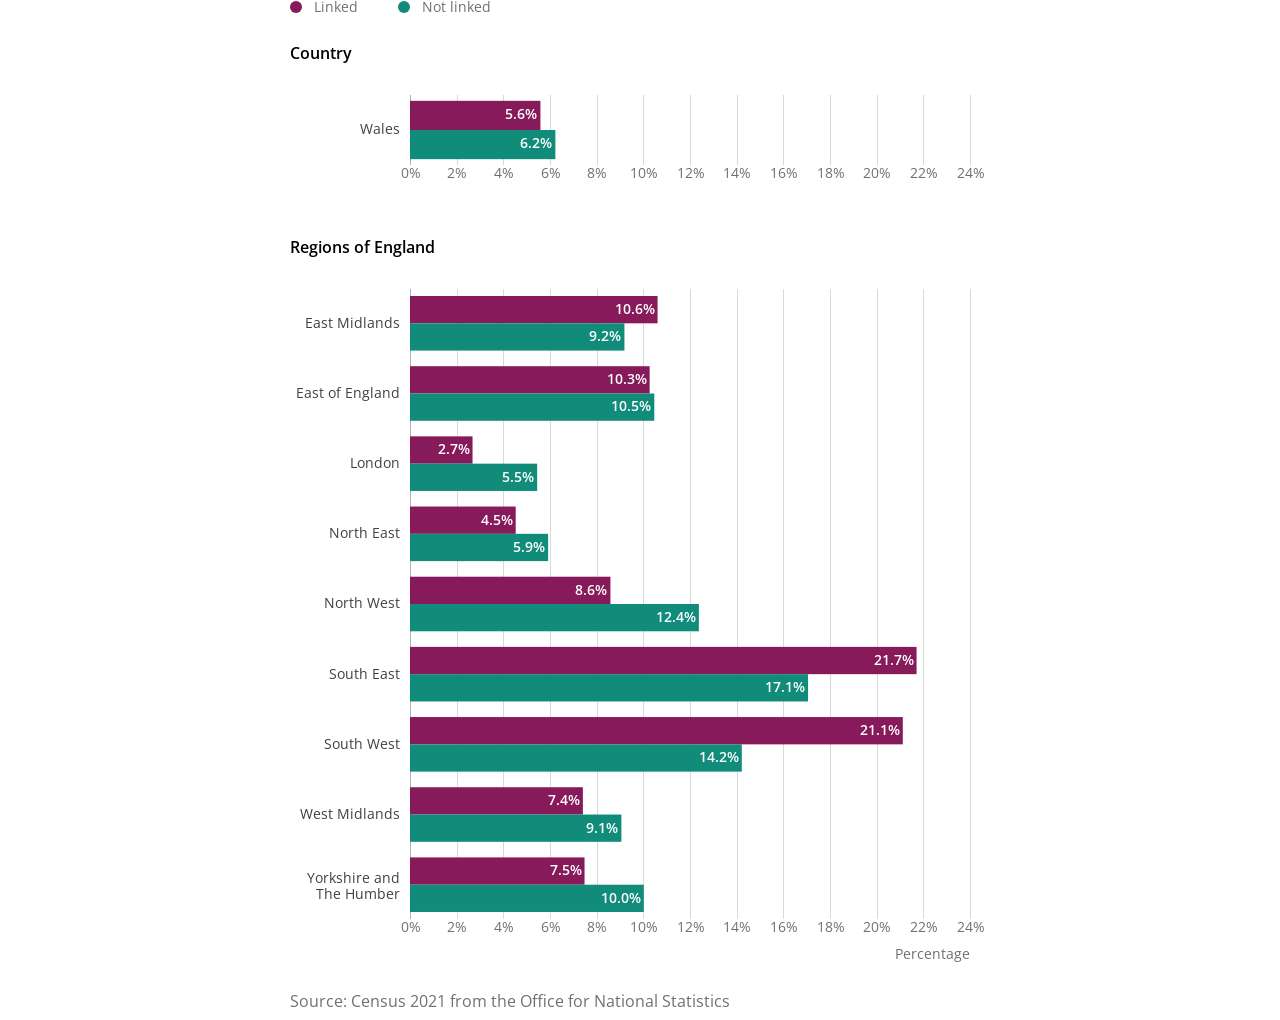 Linked Not linked
Country
Wales
5.6%
6.2%
0% 2% 4% 6% 8% 10% 12% 14% 16% 18% 20% 22% 24%
Regions of England
East Midlands
10.6%
9.2%
East of England
10.3%
10.5%
London
2.7%
5.5%
North East
4.5%
5.9%
North West
8.6%
12.4%
South East
21.7%
17.1%
South West
21.1%
14.2%
West Midlands
7.4%
9.1%
Yorkshire and
The Humber
7.5%
10.0%
0% 2% 4% 6% 8% 10% 12% 14% 16% 18% 20% 22% 24%
Percentage
Source: Census 2021 from the Office for National Statistics